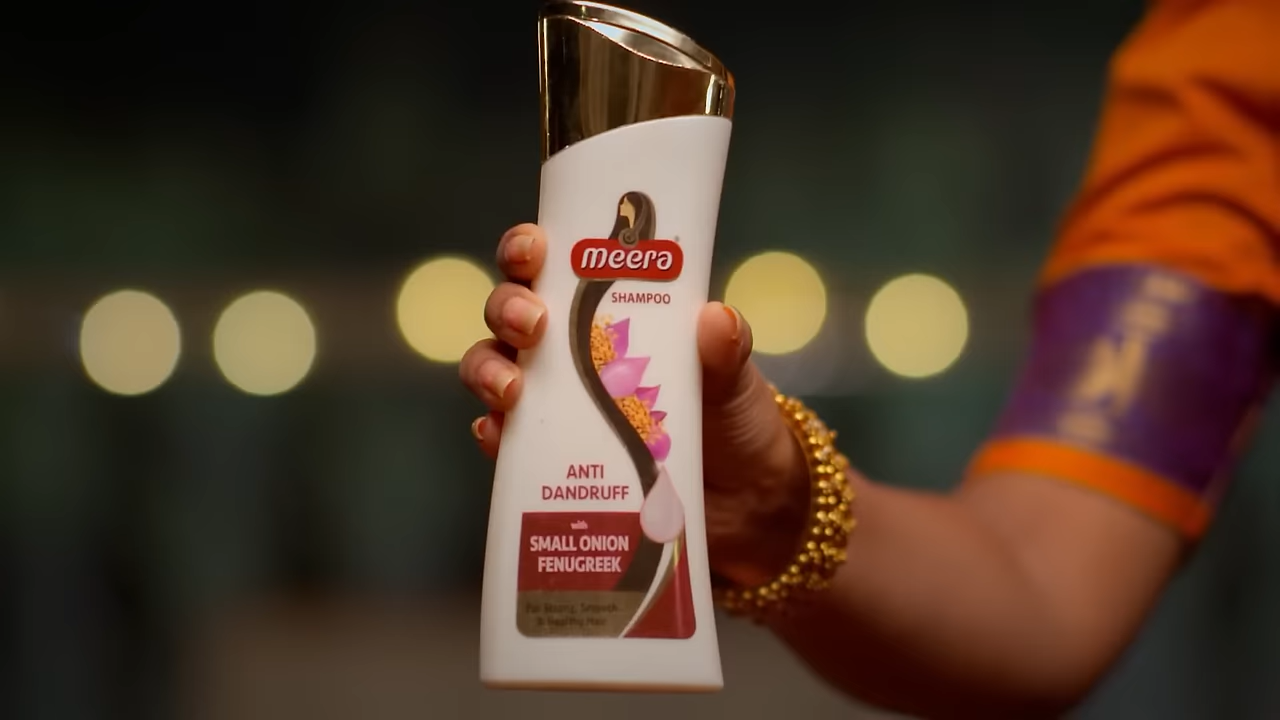 meera
SHAMPOO
ANTI
DANDRUFF
with
SMALL ONION
FENUGREEK
For Strong, Smooth
& Healthy Hair